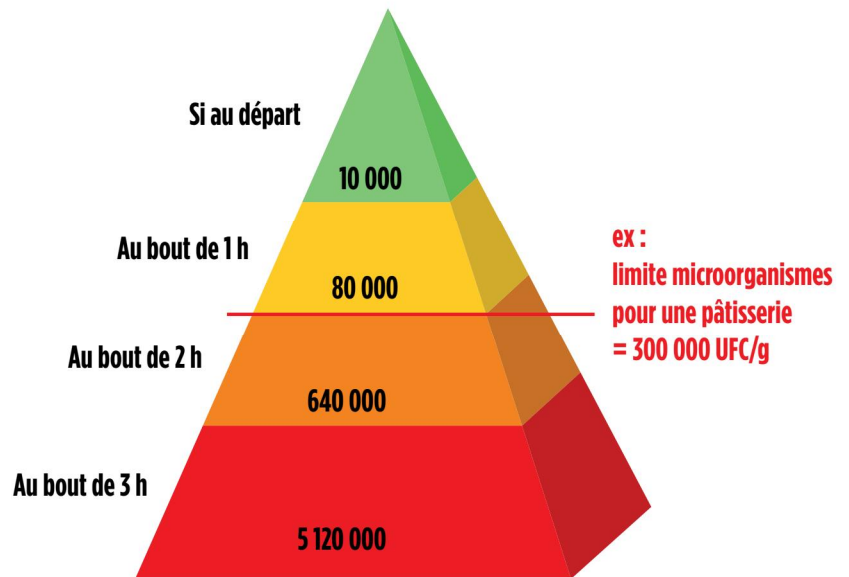 Si au départ
10 000
Au bout de 1 h
80 000
ex :
limite microorganismes
pour une pâtisserie
= 300 000 UFC/g
Au bout de 2 h
640 000
Au bout de 3 h
5 120 000